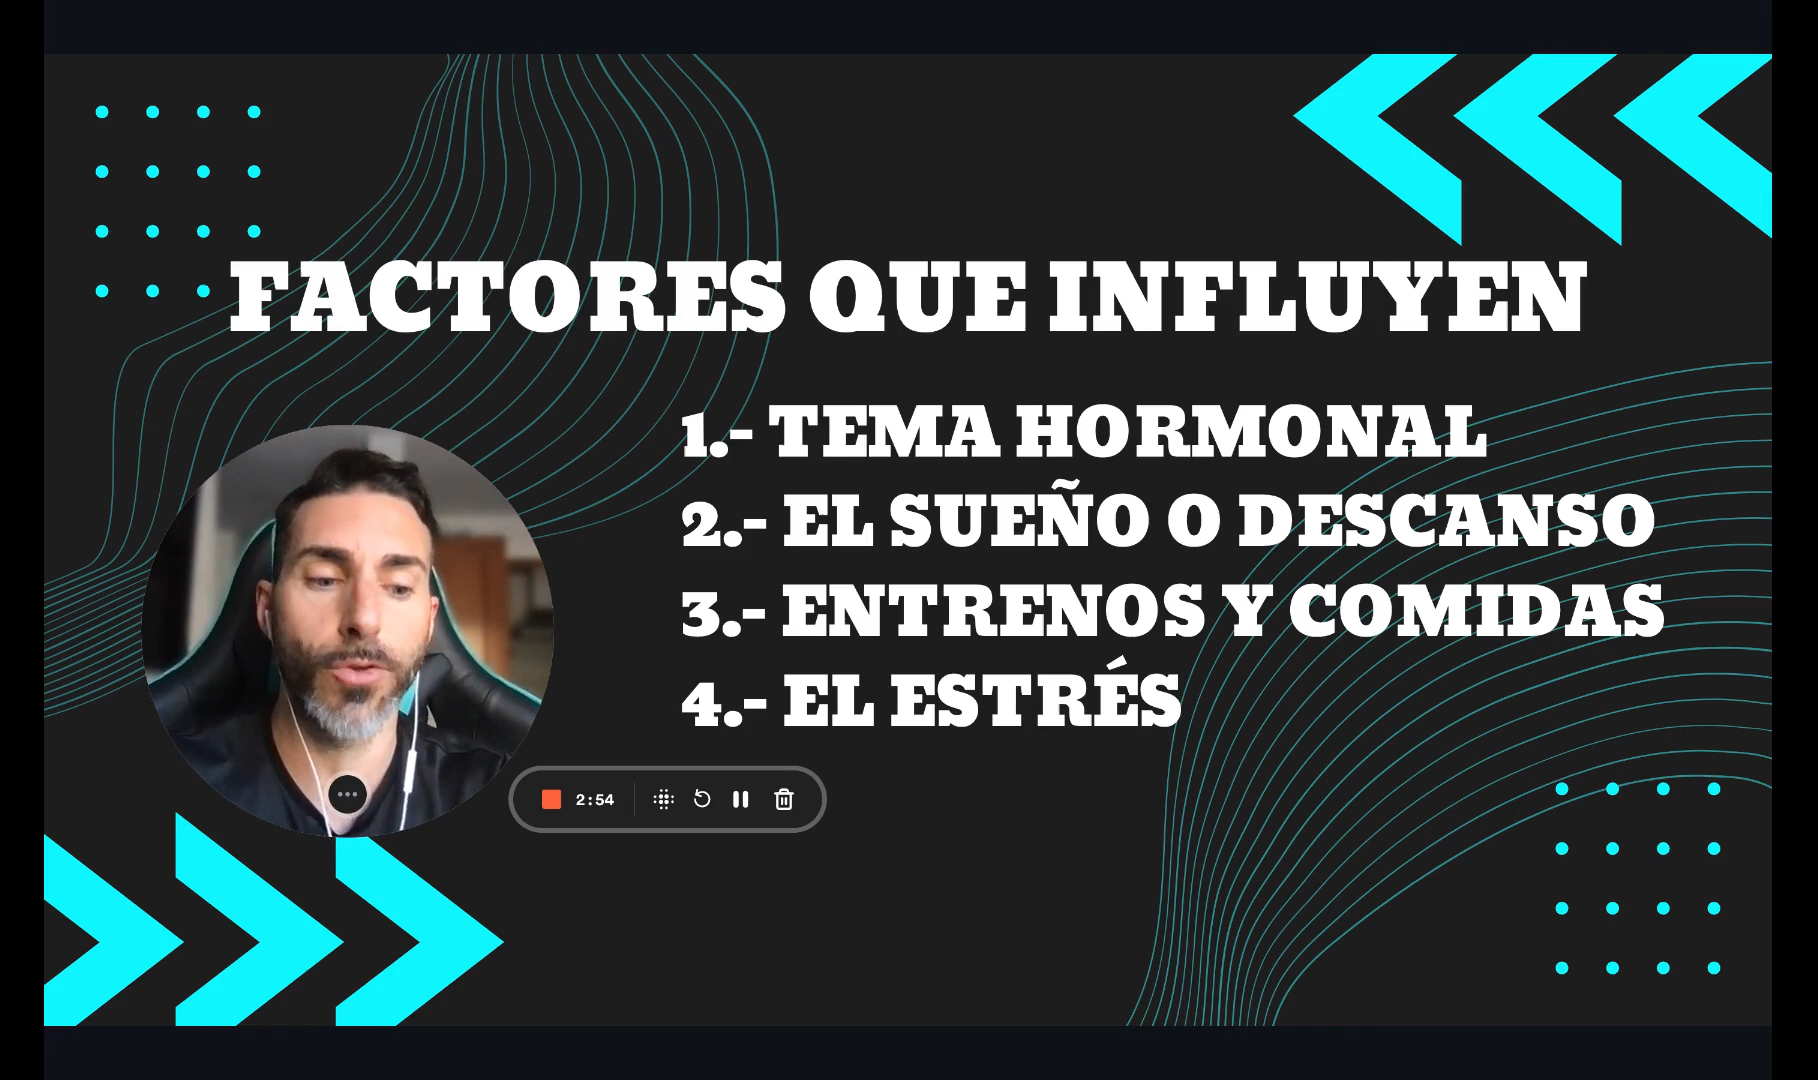 FACTORES QUE INFLUYEN
1.- TEMA HORMONAL
2.- EL SUEÑO O DESCANSO
3.- ENTRENOS Y COMIDAS
4.- EL ESTRÉS
2:54